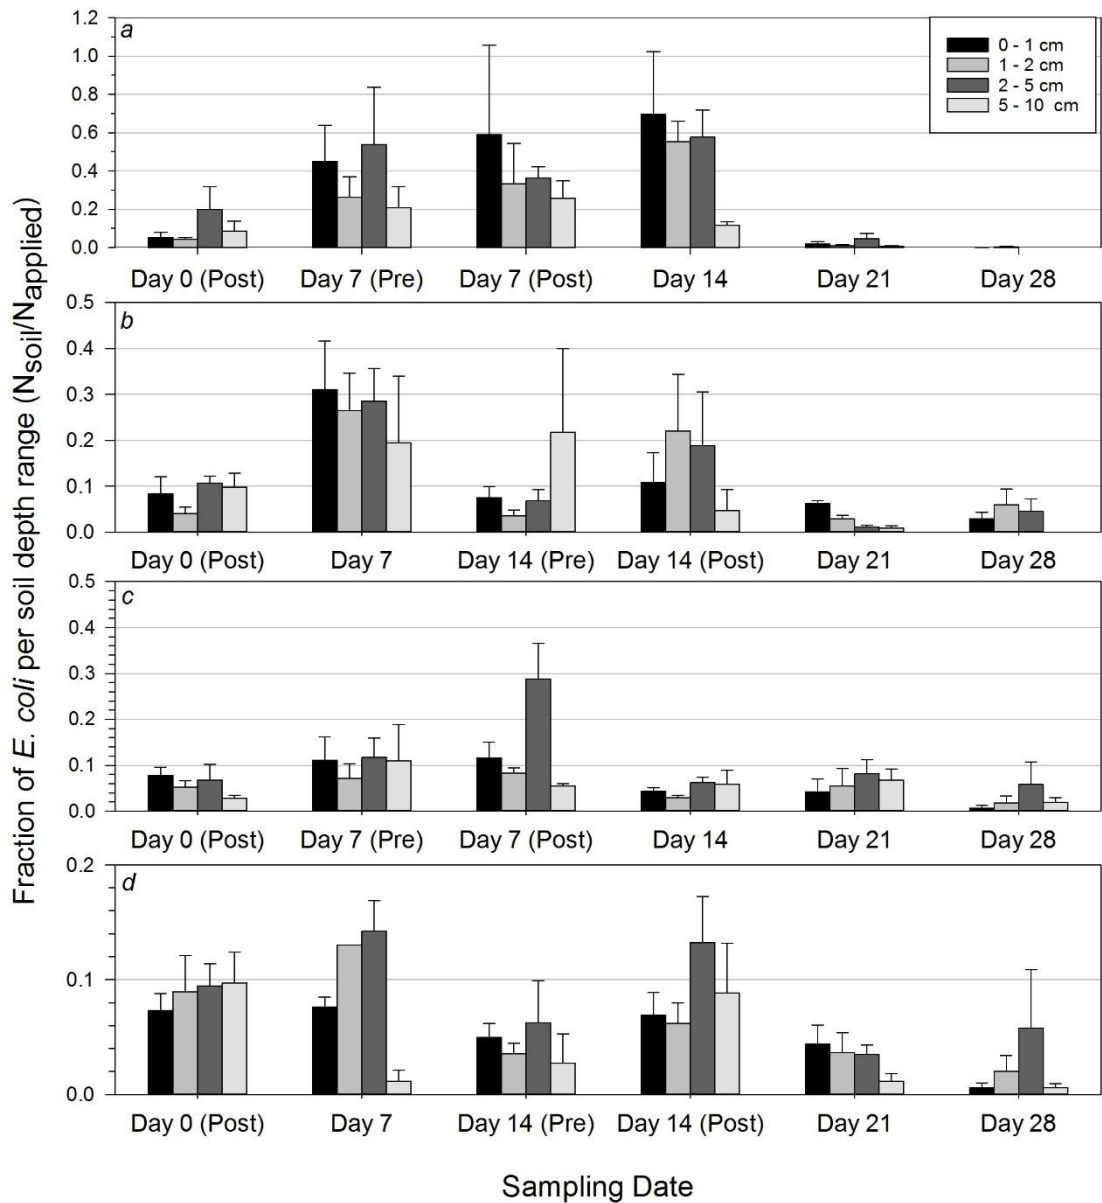 Fraction of E. coli per soil depth range (Nsoil/Napplied)
a
1.2
1.0
0.8
0.6
0.4
0.2
0.0
0 - 1 cm
1 - 2 cm
2 - 5 cm
5 - 10 cm
Day 0 (Post) Day 7 (Pre) Day 7 (Post) Day 14 Day 21 Day 28
b
0.5
0.4
0.3
0.2
0.1
0.0
Day 0 (Post) Day 7 Day 14 (Pre) Day 14 (Post) Day 21 Day 28
c
0.5
0.4
0.3
0.2
0.1
0.0
Day 0 (Post) Day 7 (Pre) Day 7 (Post) Day 14 Day 21 Day 28
d
0.2
0.1
0.0
Day 0 (Post) Day 7 Day 14 (Pre) Day 14 (Post) Day 21 Day 28
Sampling Date